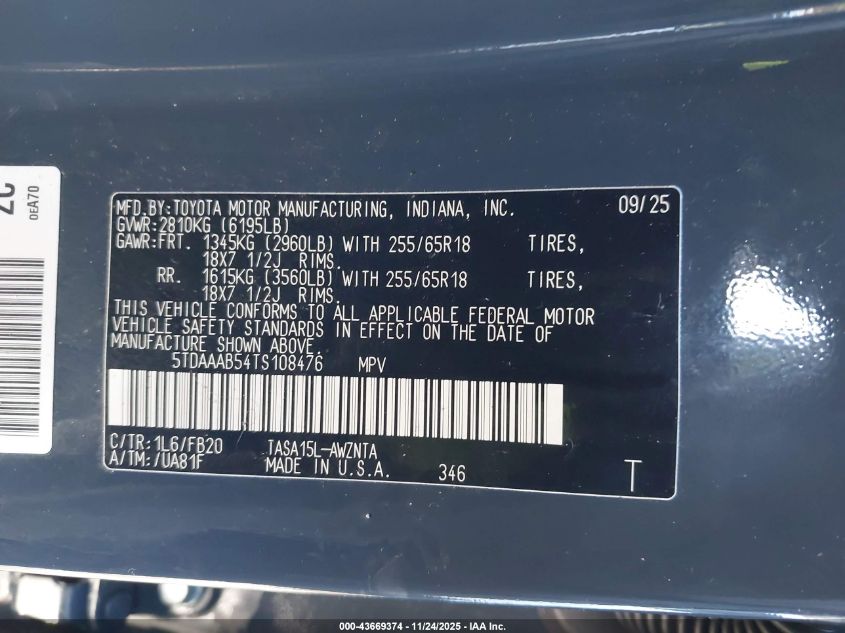 MFD.BY:TOYOTA MOTOR MANUFACTURING, INDIANA, INC. 09/25
GVWR:2810KG (6195LB)
GAWR:FRT. 1345KG (2960LB) WITH 255/65R18 TIRES,
18X7 1/2J RIMS.
RR. 1615KG (3560LB) WITH 255/65R18 TIRES,
18X7 1/2J RIMS.
THIS VEHICLE CONFORMS TO ALL APPLICABLE FEDERAL MOTOR
VEHICLE SAFETY STANDARDS IN EFFECT ON THE DATE OF
MANUFACTURE SHOWN ABOVE.
5TDAAAB54TS108476 MPV
C/TR:1L6/FB20 TASA15L-AWZNTA
A/TM:/UA81F MADE IN U.S.A. 346 T
0EA70
000-43669374 - 11/24/2025 - IAA Inc.